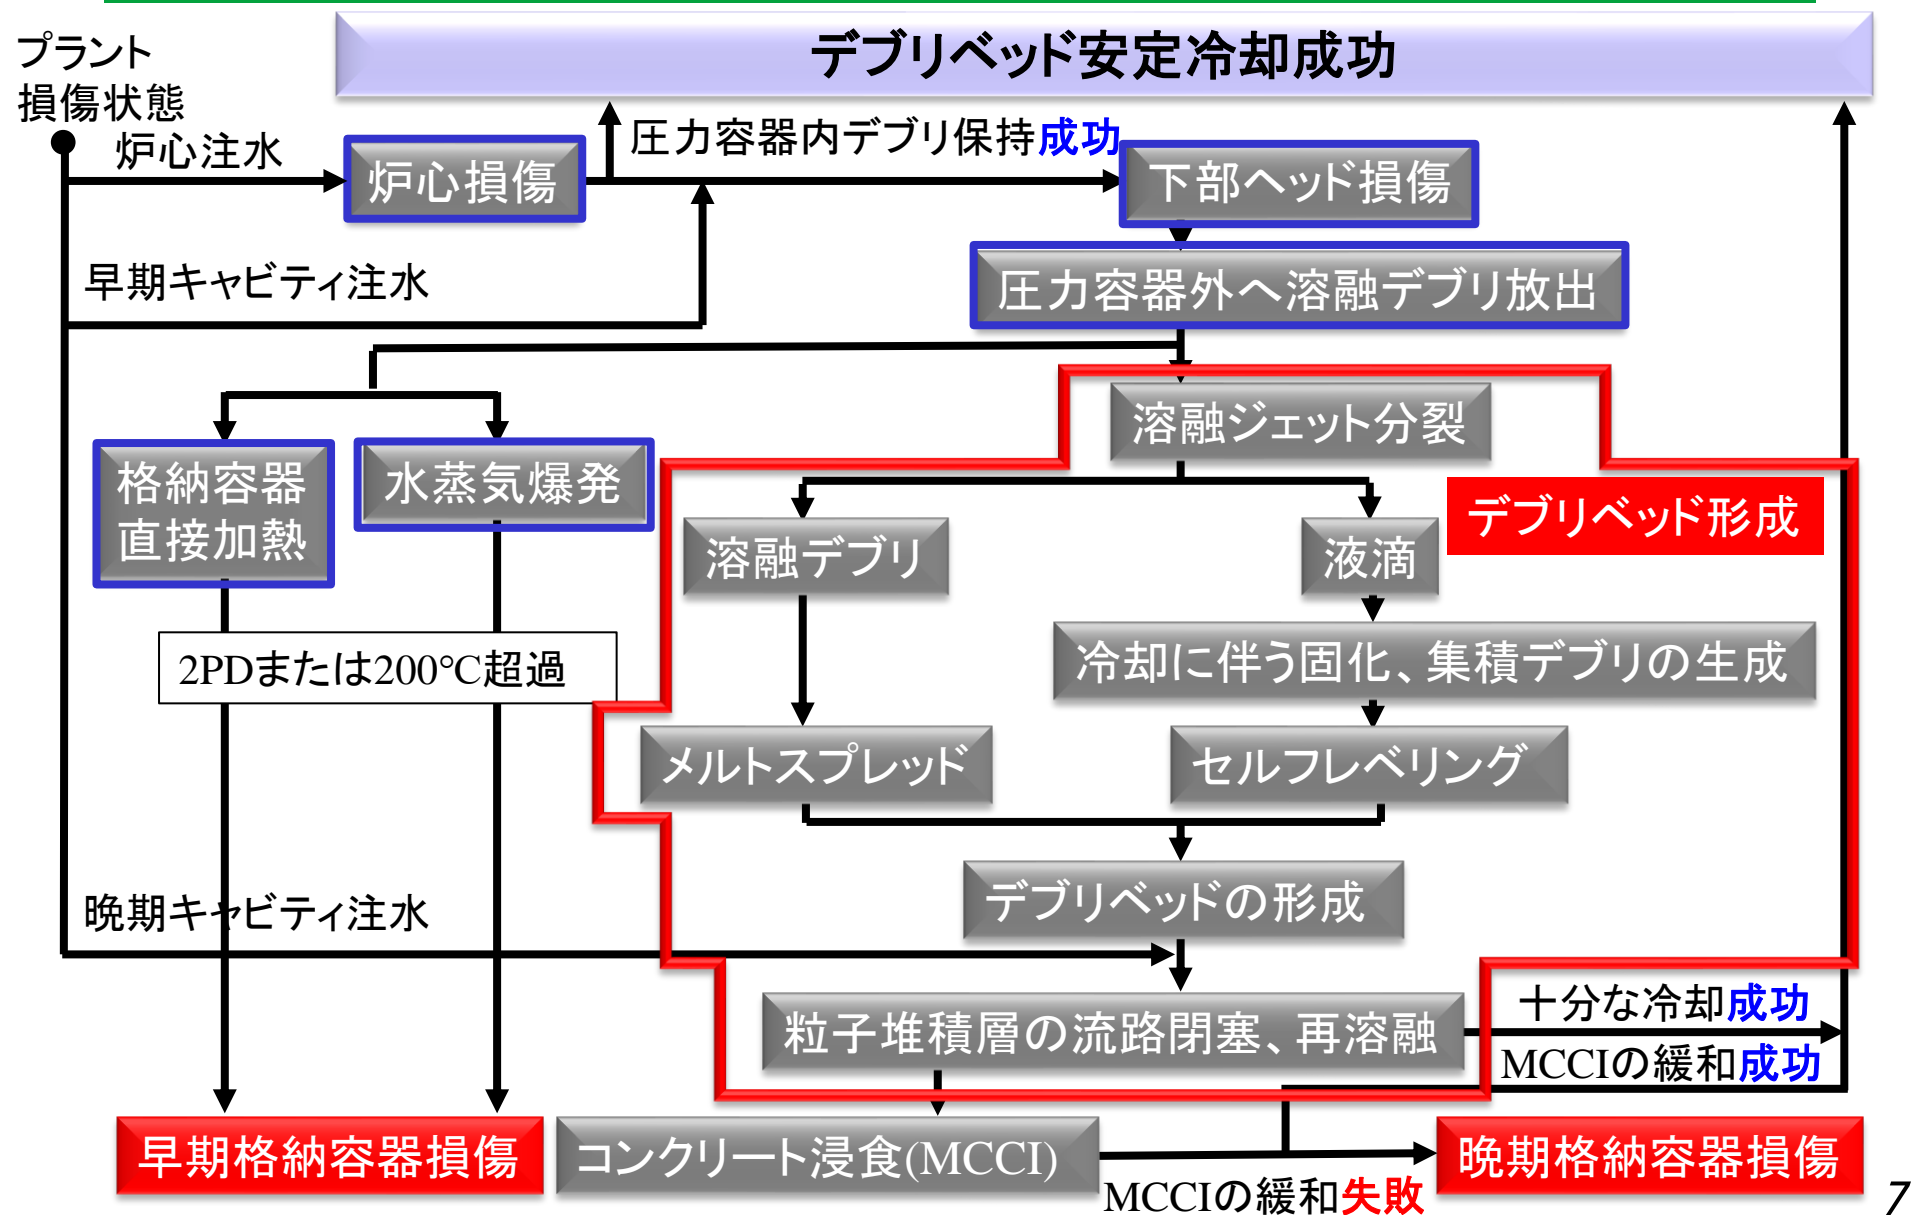 デブリベッド安定冷却成功
プラント
損傷状態
炉心注水
圧力容器内デブリ保持成功
炉心損傷
下部ヘッド損傷
早期キャビティ注水
圧力容器外へ溶融デブリ放出
溶融ジェット分裂
格納容器
直接加熱
水蒸気爆発
デブリベッド形成
溶融デブリ
液滴
2PDまたは200°C超過
冷却に伴う固化、集積デブリの生成
メルトスプレッド
セルフレベリング
デブリベッドの形成
晩期キャビティ注水
粒子堆積層の流路閉塞、再溶融
十分な冷却成功
MCCIの緩和成功
早期格納容器損傷
コンクリート浸食(MCCI)
晩期格納容器損傷
MCCIの緩和失敗
7